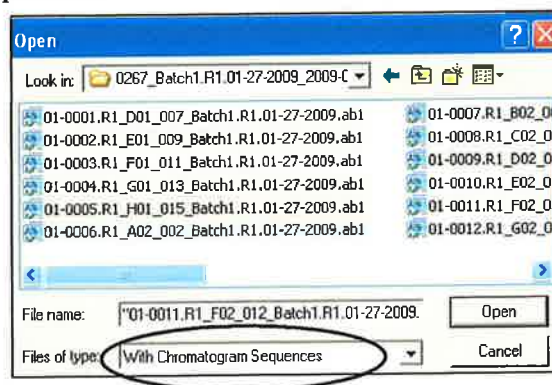 Open
Look in: 0267_Batch1.R1.01-27-2009_2009-
01-0001.R1_D01_007_Batch1.R1.01-27-2009.ab1
01-0002.R1_E01_009_Batch1.R1.01-27-2009.ab1
01-0003.R1_F01_011_Batch1.R1.01-27-2009.ab1
01-0004.R1_G01_013_Batch1.R1.01-27-2009.ab1
01-0005.R1_H01_015_Batch1.R1.01-27-2009.ab1
01-0006.R1_A02_002_Batch1.R1.01-27-2009.ab1
01-0007.R1_B02_0
01-0008.R1_C02_0
01-0009.R1_D02_0
01-0010.R1_E02_0
01-0011.R1_F02_0
01-0012.R1_G02_0
File name: "01-0011.R1_F02_012_Batch1.R1.01-27-2009. Open
Files of type: With Chromatogram Sequences Cancel